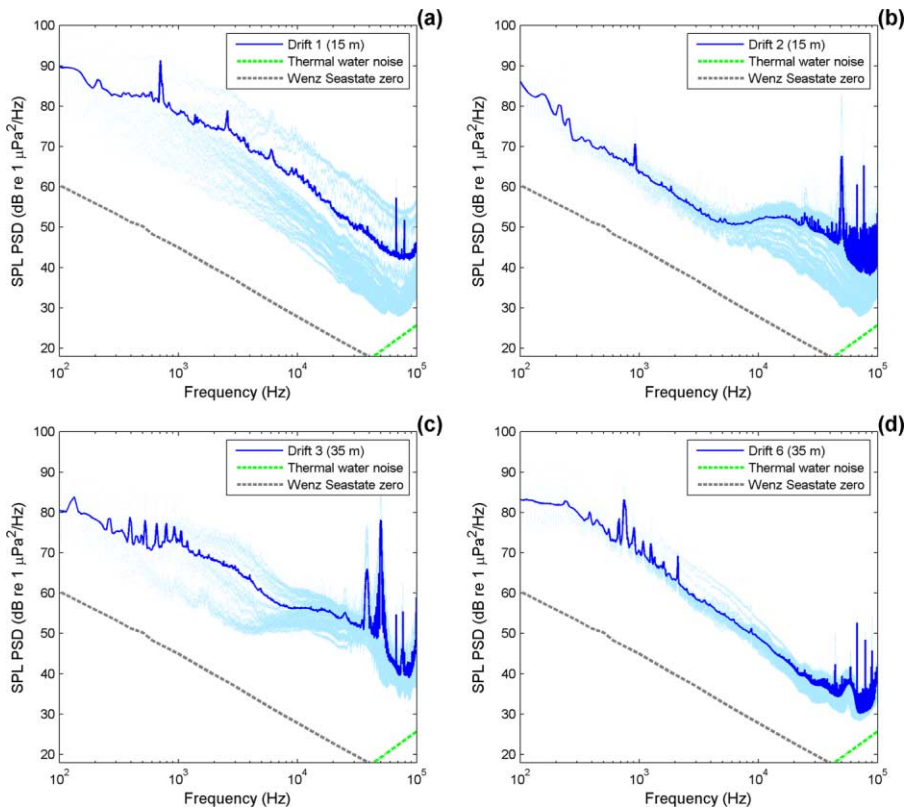 (a)
SPL PSD (dB re 1 µPa²/Hz)
100
90
80
70
60
50
40
30
20
Drift 1 (15 m)
Thermal water noise
Wenz Seastate zero
10² 10³ 10⁴ 10⁵
Frequency (Hz)
(b)
SPL PSD (dB re 1 µPa²/Hz)
100
90
80
70
60
50
40
30
20
Drift 2 (15 m)
Thermal water noise
Wenz Seastate zero
10² 10³ 10⁴ 10⁵
Frequency (Hz)
(c)
SPL PSD (dB re 1 µPa²/Hz)
100
90
80
70
60
50
40
30
20
Drift 3 (35 m)
Thermal water noise
Wenz Seastate zero
10² 10³ 10⁴ 10⁵
Frequency (Hz)
(d)
SPL PSD (dB re 1 µPa²/Hz)
100
90
80
70
60
50
40
30
20
Drift 6 (35 m)
Thermal water noise
Wenz Seastate zero
10² 10³ 10⁴ 10⁵
Frequency (Hz)